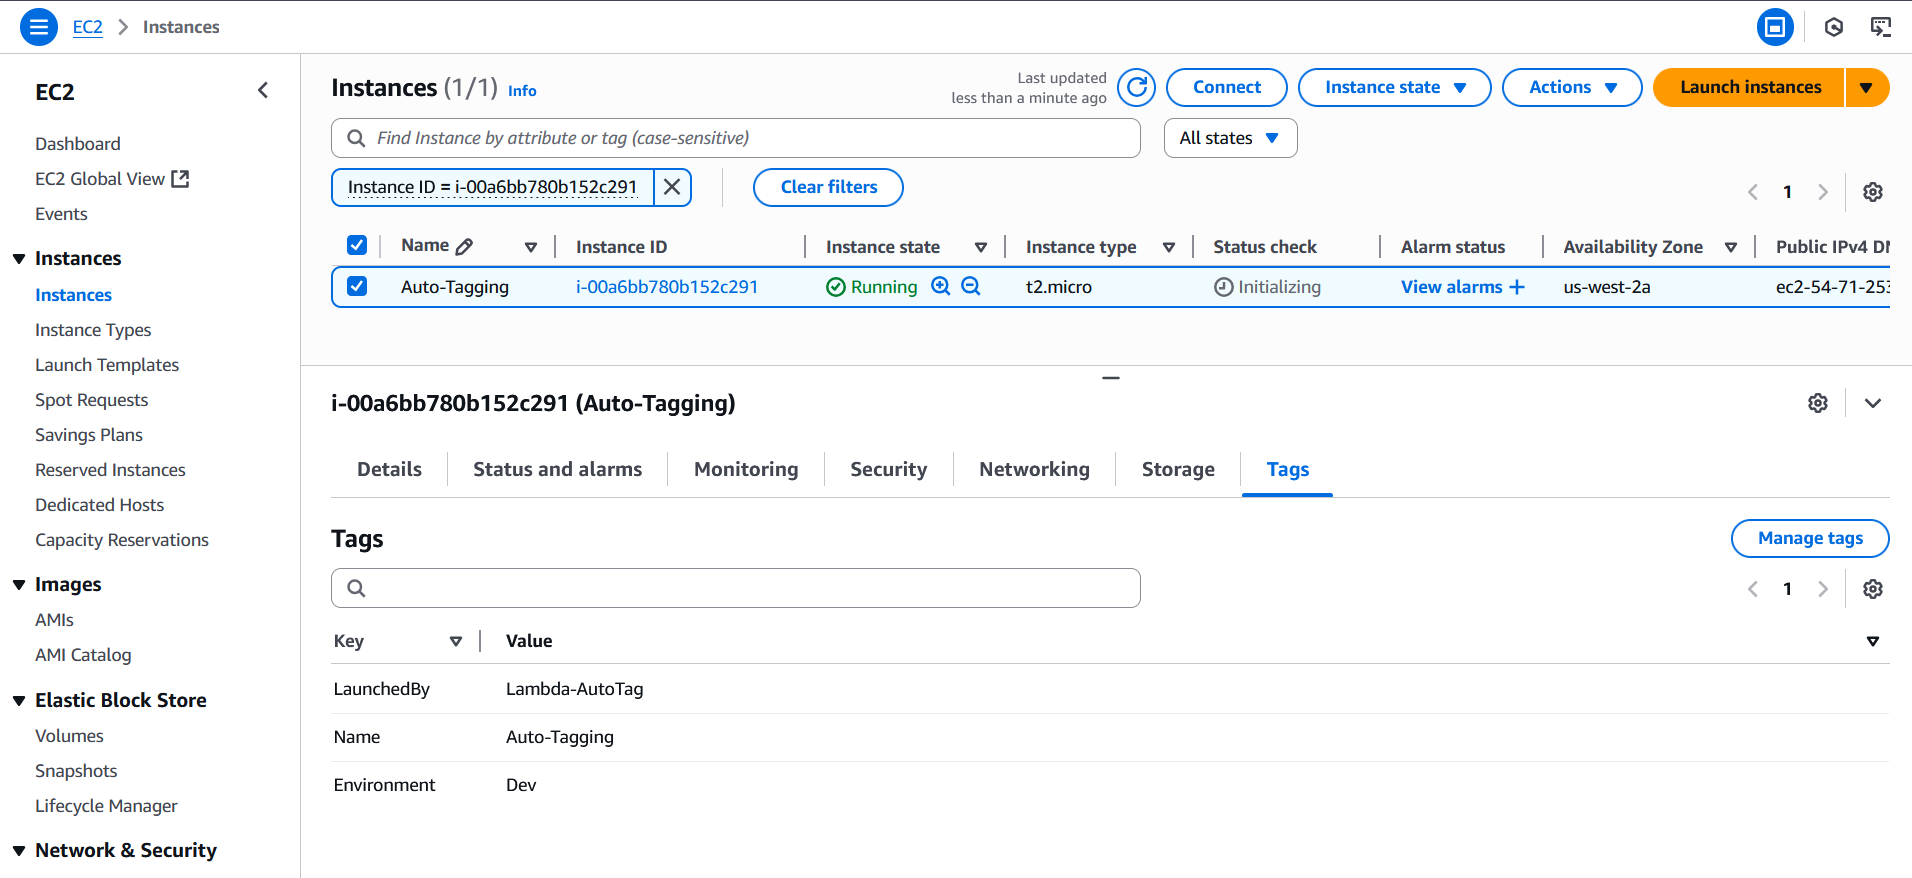 EC2 > Instances
EC2
Dashboard
EC2 Global View
Events
Instances
Instances
Instance Types
Launch Templates
Spot Requests
Savings Plans
Reserved Instances
Dedicated Hosts
Capacity Reservations
Images
AMIs
AMI Catalog
Elastic Block Store
Volumes
Snapshots
Lifecycle Manager
Network & Security
Instances (1/1) Info
Last updated
less than a minute ago
Connect
Instance state
Actions
Launch instances
Find Instance by attribute or tag (case-sensitive)
All states
Instance ID = i-00a6bb780b152c291
Clear filters
1
Name Instance ID Instance state Instance type Status check Alarm status Availability Zone Public IPv4 DN
Auto-Tagging i-00a6bb780b152c291 Running t2.micro Initializing View alarms + us-west-2a ec2-54-71-253
i-00a6bb780b152c291 (Auto-Tagging)
Details Status and alarms Monitoring Security Networking Storage Tags
Tags
Manage tags
1
Key Value
LaunchedBy Lambda-AutoTag
Name Auto-Tagging
Environment Dev